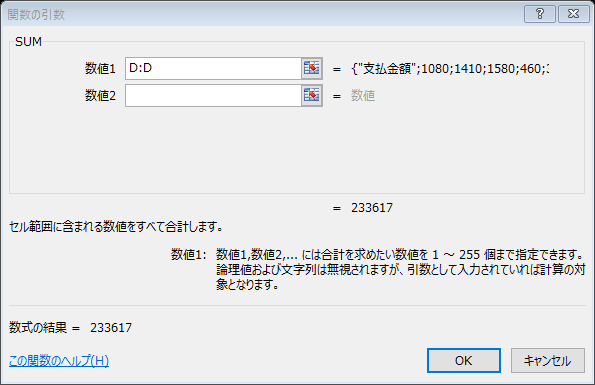 関数の引数
SUM
数値1 D:D = {"支払金額";1080;1410;1580;460;
数値2 = 数値
= 233617
セル範囲に含まれる数値をすべて合計します。
数値1: 数値1,数値2,... には合計を求めたい数値を 1 ～ 255 個まで指定できます。
論理値および文字列は無視されますが、引数として入力されていれば計算の対
象となります。
数式の結果 = 233617
この関数のヘルプ(H)
OK キャンセル